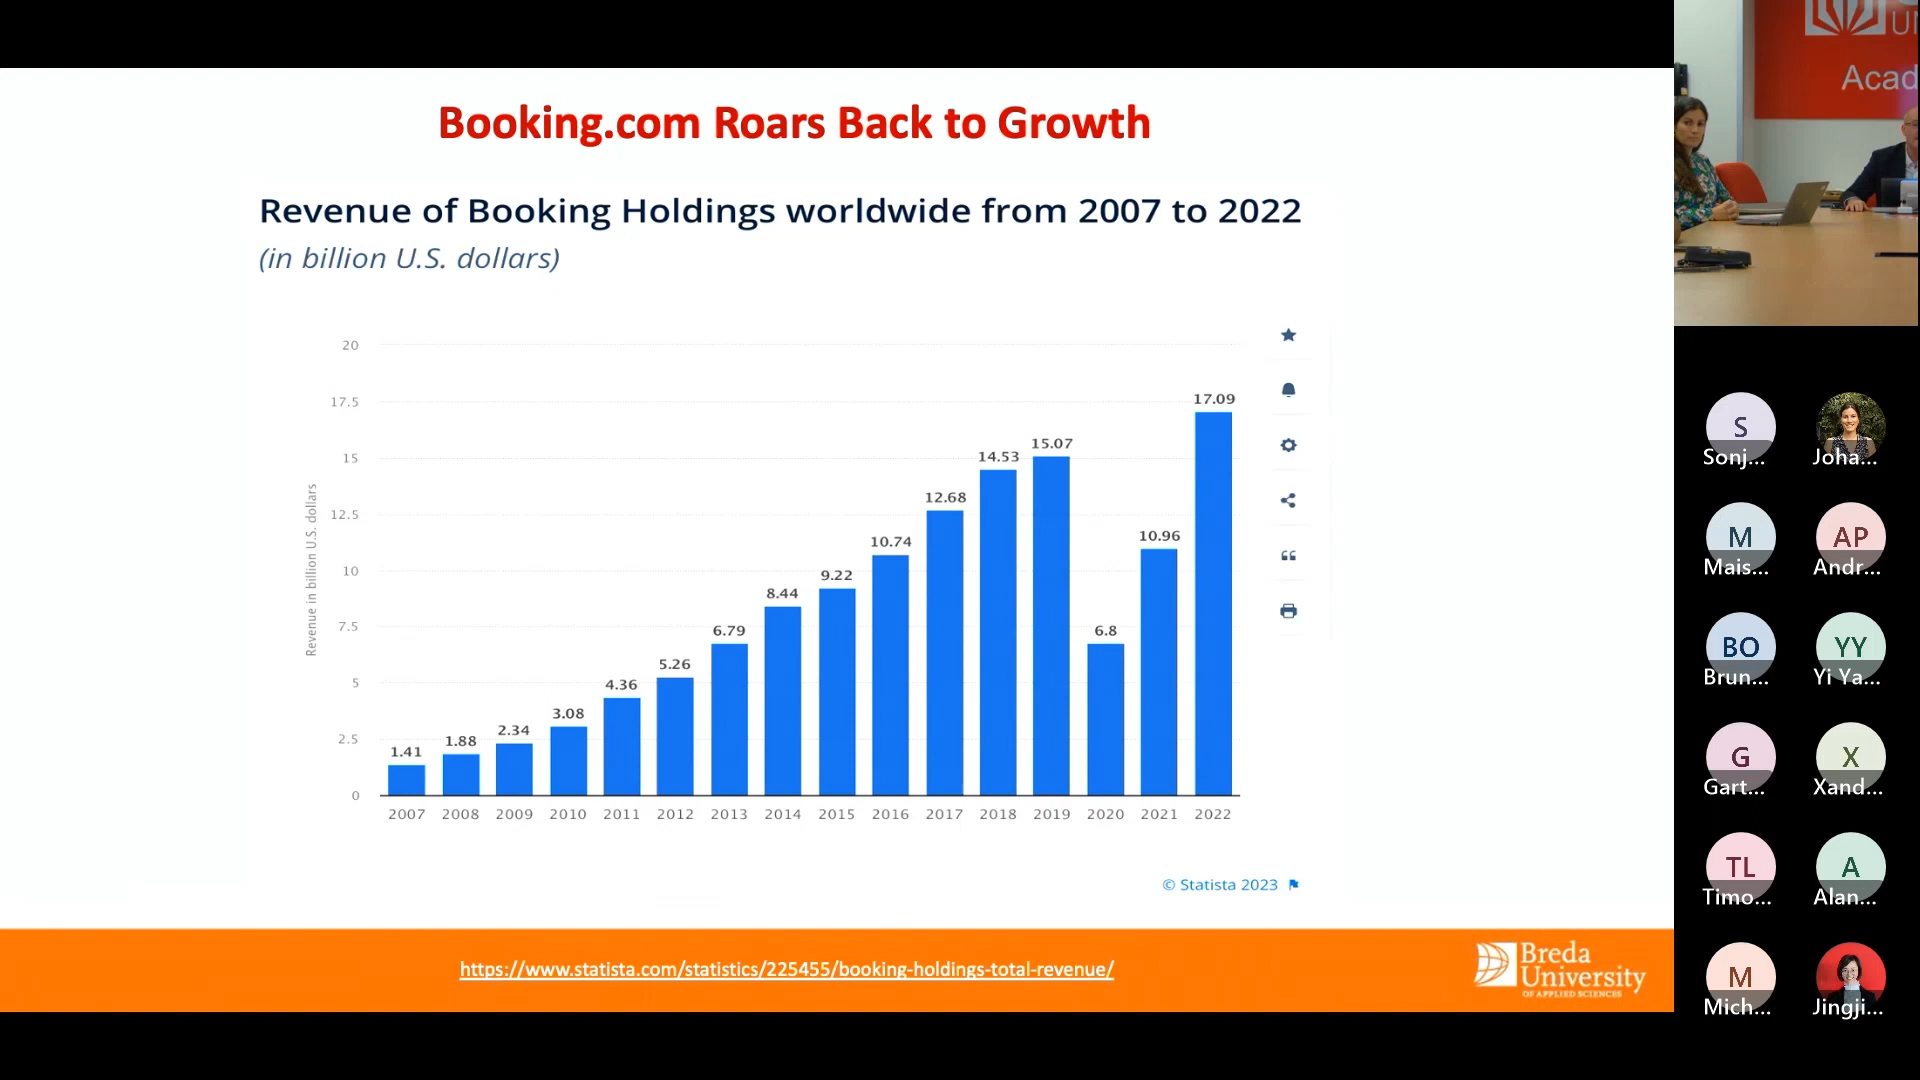 Booking.com Roars Back to Growth
Revenue of Booking Holdings worldwide from 2007 to 2022
(in billion U.S. dollars)
Revenue in billion U.S. dollars
20
17.5
15
12.5
10
7.5
5
2.5
0
1.41
1.88
2.34
3.08
4.36
5.26
6.79
8.44
9.22
10.74
12.68
14.53
15.07
6.8
10.96
17.09
2007 2008 2009 2010 2011 2012 2013 2014 2015 2016 2017 2018 2019 2020 2021 2022
© Statista 2023
https://www.statista.com/statistics/225455/booking-holdings-total-revenue/
Breda
University
OF APPLIED SCIENCES
UN
Acad
S
Sonj...
Joha...
M
Mais...
AP
Andr...
BO
Brun...
YY
Yi Ya...
G
Gart...
X
Xand...
TL
Timo...
A
Alan...
M
Mich...
Jingji...